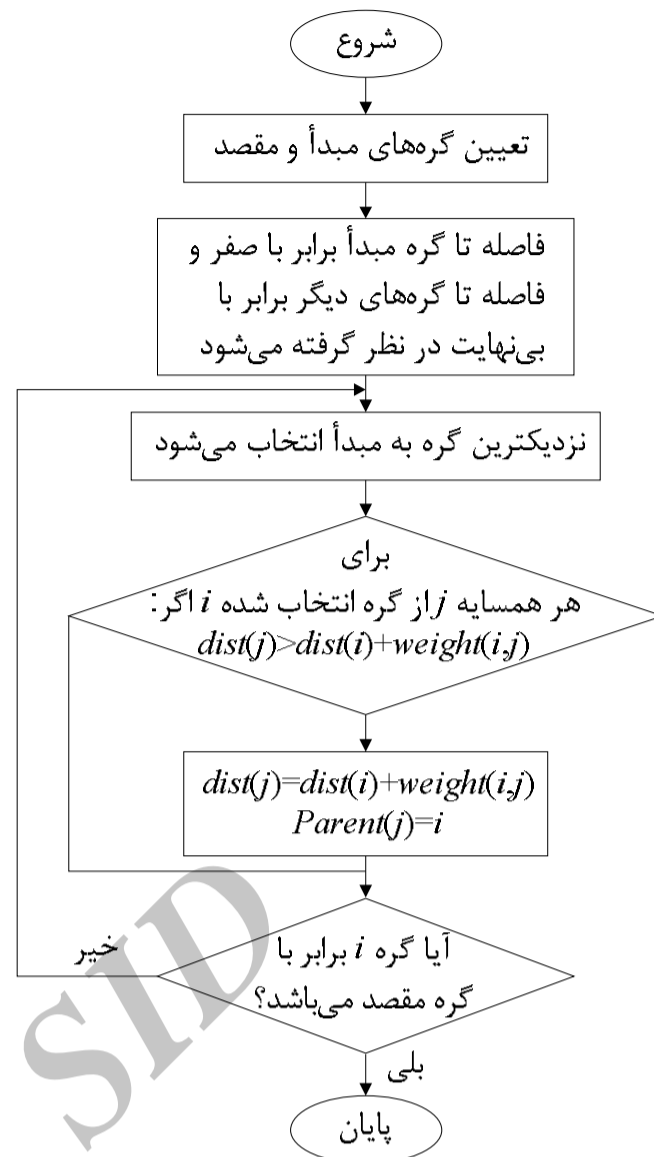 شروع
تعیین گره‌های مبدأ و مقصد
فاصله تا گره مبدأ برابر با صفر و
فاصله تا گره‌های دیگر برابر با
بی‌نهایت در نظر گرفته می‌شود
نزدیکترین گره به مبدأ انتخاب می‌شود
برای
هر همسایه j از گره انتخاب شده i اگر:
dist(j)>dist(i)+weight(i,j)
dist(j)=dist(i)+weight(i,j)
Parent(j)=i
آیا گره i برابر با
گره مقصد می‌باشد؟
خیر
بلی
پایان
SID